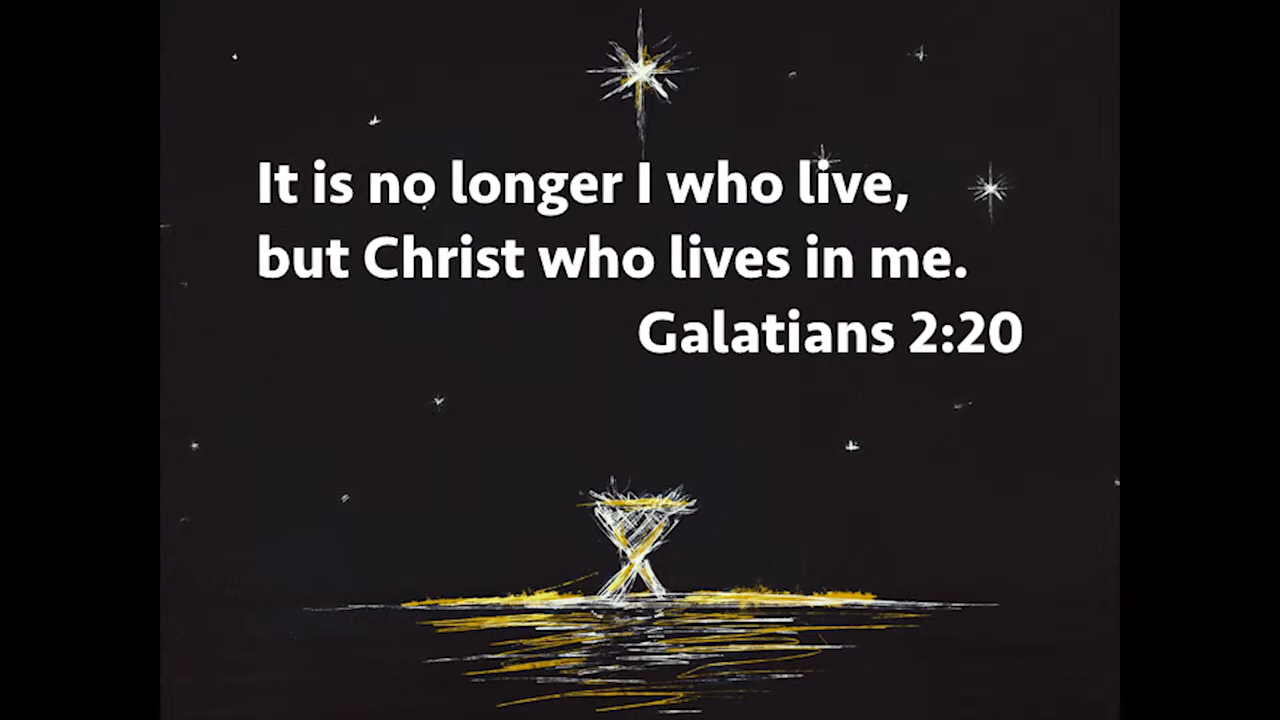 It is no longer I who live,
but Christ who lives in me.
Galatians 2:20